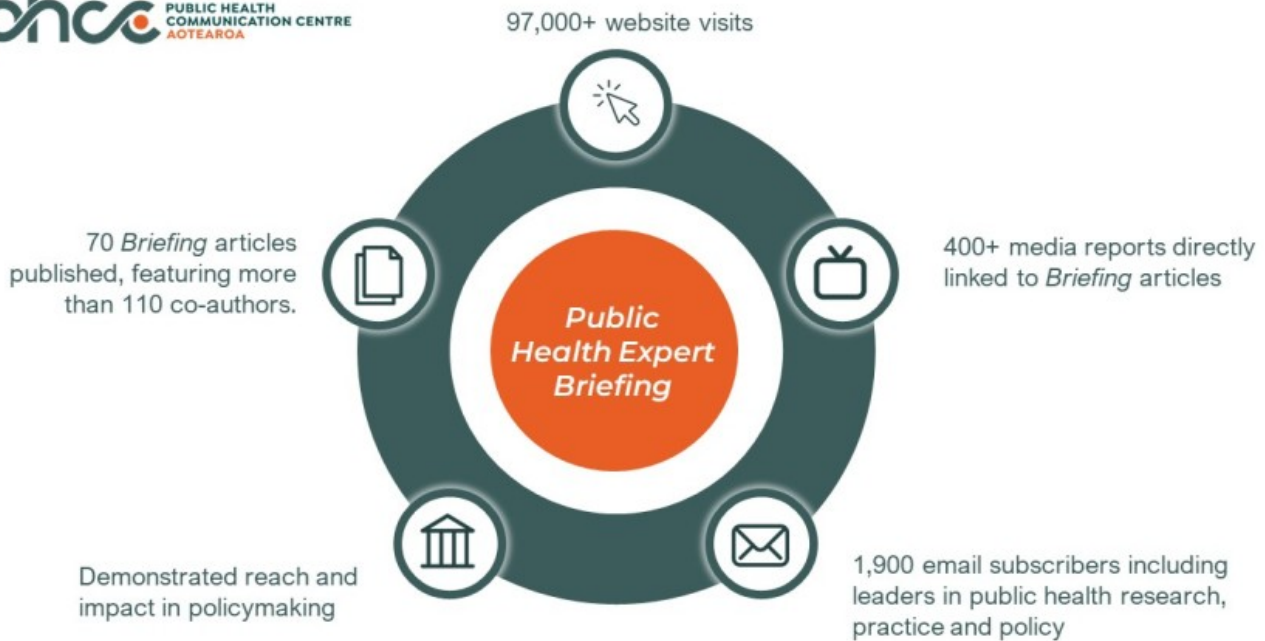 phcc PUBLIC HEALTH
COMMUNICATION CENTRE
AOTEAROA
97,000+ website visits
70 Briefing articles
published, featuring more
than 110 co-authors.
400+ media reports directly
linked to Briefing articles
Public
Health Expert
Briefing
Demonstrated reach and
impact in policymaking
1,900 email subscribers including
leaders in public health research,
practice and policy